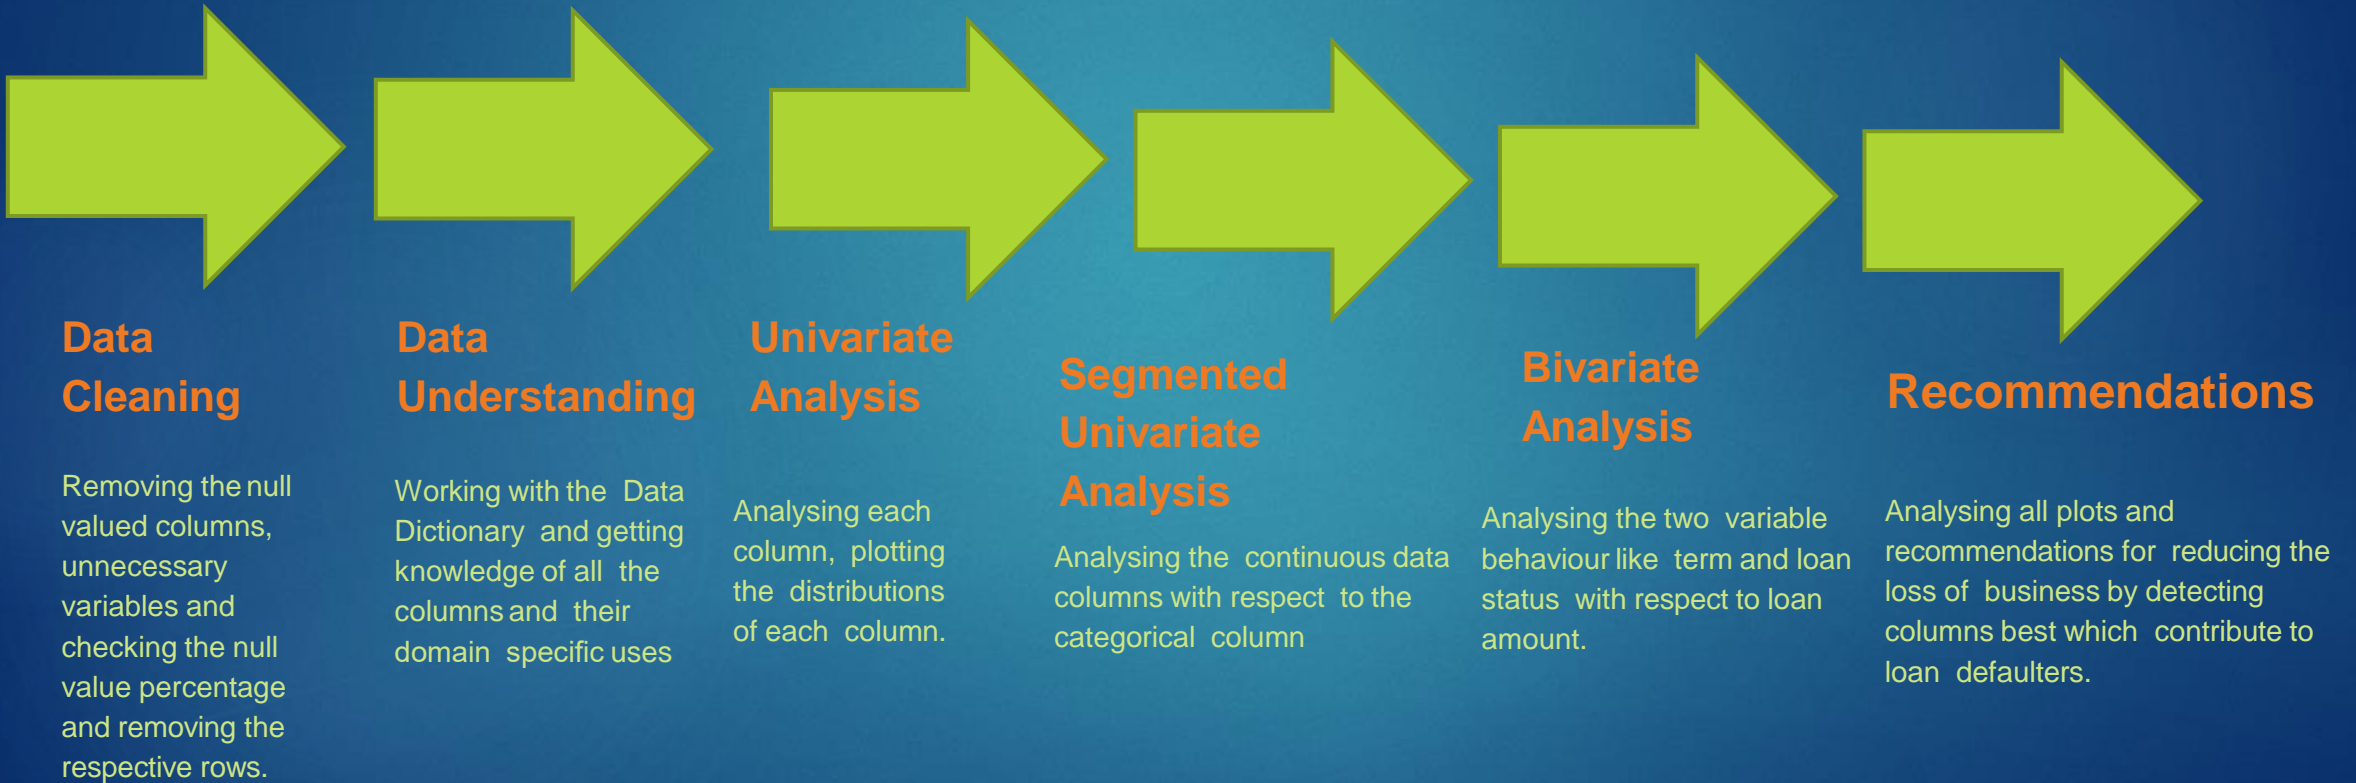 Data
Cleaning
Removing the null
valued columns,
unnecessary
variables and
checking the null
value percentage
and removing the
respective rows.
Data
Understanding
Working with the Data
Dictionary and getting
knowledge of all the
columns and their
domain specific uses
Univariate
Analysis
Analysing each
column, plotting
the distributions
of each column.
Segmented
Univariate
Analysis
Analysing the continuous data
columns with respect to the
categorical column
Bivariate
Analysis
Analysing the two variable
behaviour like term and loan
status with respect to loan
amount.
Recommendations
Analysing all plots and
recommendations for reducing the
loss of business by detecting
columns best which contribute to
loan defaulters.